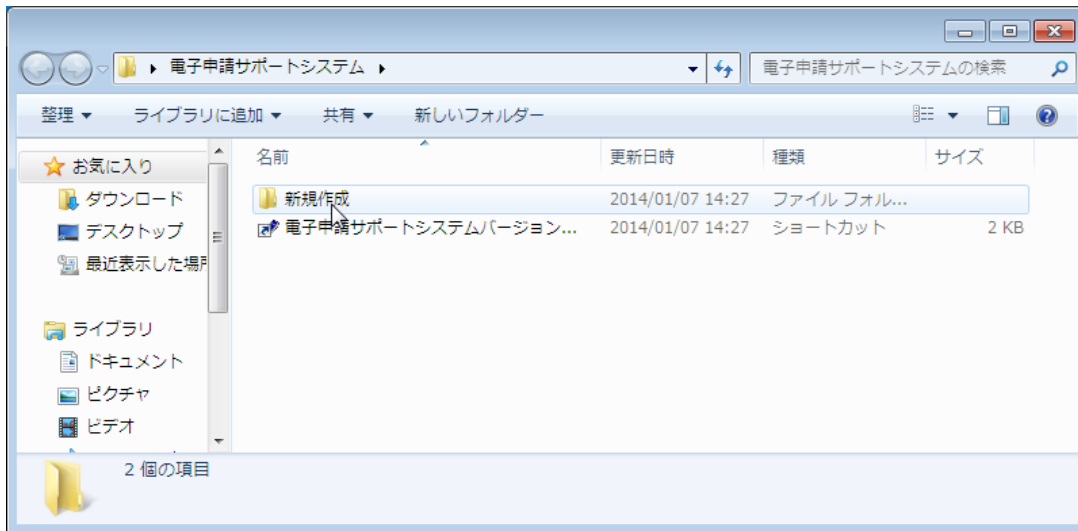 電子申請サポートシステム
電子申請サポートシステムの検索
整理 ライブラリに追加 共有 新しいフォルダー
名前 更新日時 種類 サイズ
お気に入り
ダウンロード
デスクトップ
最近表示した場所
ライブラリ
ドキュメント
ピクチャ
ビデオ
新規作成 2014/01/07 14:27 ファイル フォル...
電子申請サポートシステムバージョン... 2014/01/07 14:27 ショートカット 2 KB
2 個の項目